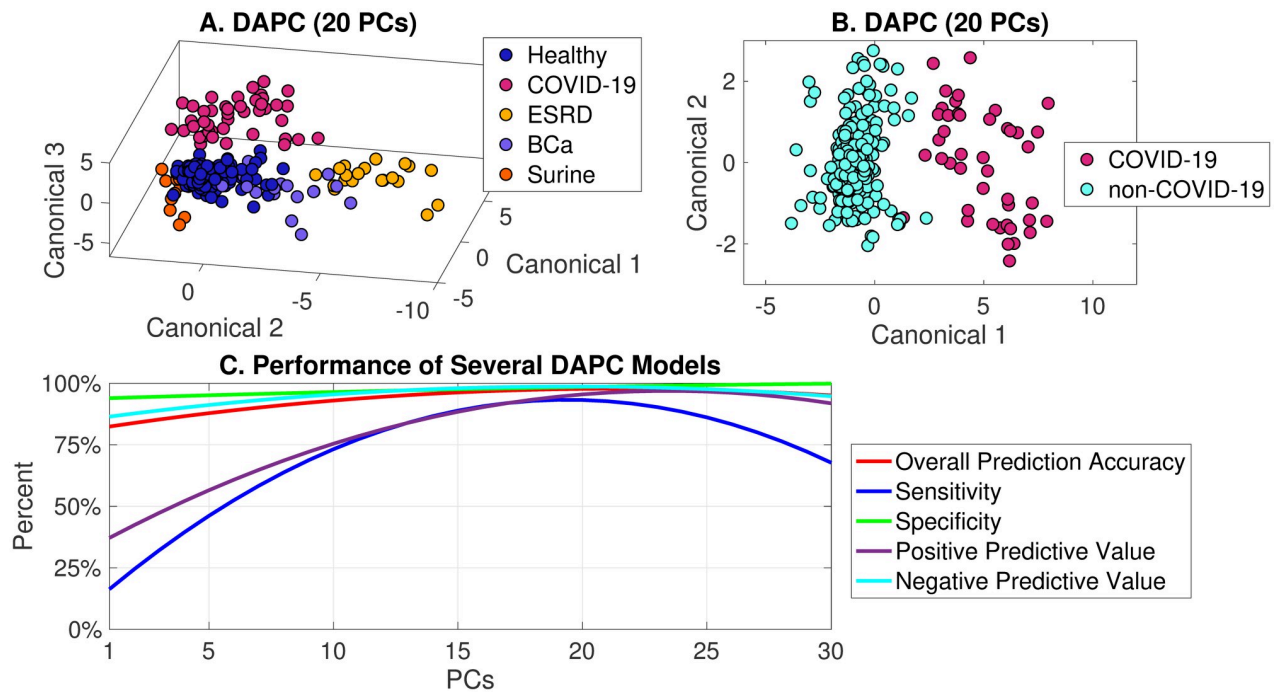 A. DAPC (20 PCs)
Healthy
COVID-19
ESRD
BCa
Surine
Canonical 3
5
0
-5
Canonical 2
0
-5
-10
Canonical 1
5
0
-5
B. DAPC (20 PCs)
Canonical 2
2
0
-2
-5
0
5
10
Canonical 1
COVID-19
non-COVID-19
C. Performance of Several DAPC Models
Percent
100%
75%
50%
25%
0%
1
5
10
15
20
25
30
PCs
Overall Prediction Accuracy
Sensitivity
Specificity
Positive Predictive Value
Negative Predictive Value